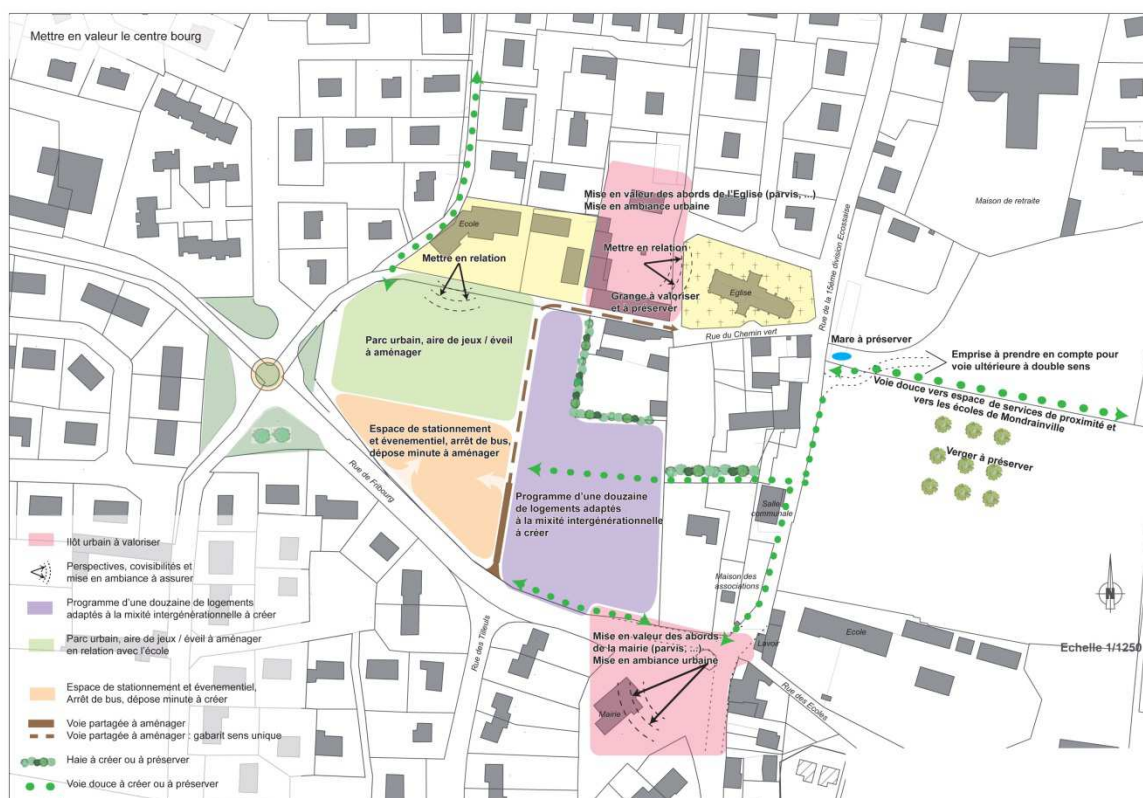 Mettre en valeur le centre bourg
Mise en valeur des abords de l'Eglise (parvis, ...)
Mise en ambiance urbaine
Maison de retraite
Ecole
Mettre en relation
Mettre en relation
Grange à valoriser
et à préserver
Eglise
Rue de la 15ème division Ecossaise
Rue du Chemin vert
Mare à préserver
Parc urbain, aire de jeux / éveil
à aménager
Emprise à prendre en compte pour
voie ultérieure à double sens
Voie douce vers espace de services de proximité et
vers les écoles de Mondrainville
Espace de stationnement
et évenementiel, arrêt de bus,
dépose minute à aménager
Verger à préserver
Rue de Fribourg
Programme d'une douzaine
de logements adaptés
à la mixité intergénérationnelle
à créer
Salle
communale
Maison des
associations
Ilôt urbain à valoriser
Perspectives, covisibilités et
mise en ambiance à assurer
Programme d'une douzaine de logements
adaptés à la mixité intergénérationnelle à créer
Parc urbain, aire de jeux / éveil à aménager
en relation avec l'école
Espace de stationnement et évenementiel,
Arrêt de bus, dépose minute à créer
Voie partagée à aménager
Voie partagée à aménager : gabarit sens unique
Haie à créer ou à préserver
Voie douce à créer ou à préserver
Rue des Tilleuls
Mise en valeur des abords
de la mairie (parvis, ...)
Mise en ambiance urbaine
Mairie
Lavoir
Ecole
Rue des Ecoles
N
Echelle 1/1250